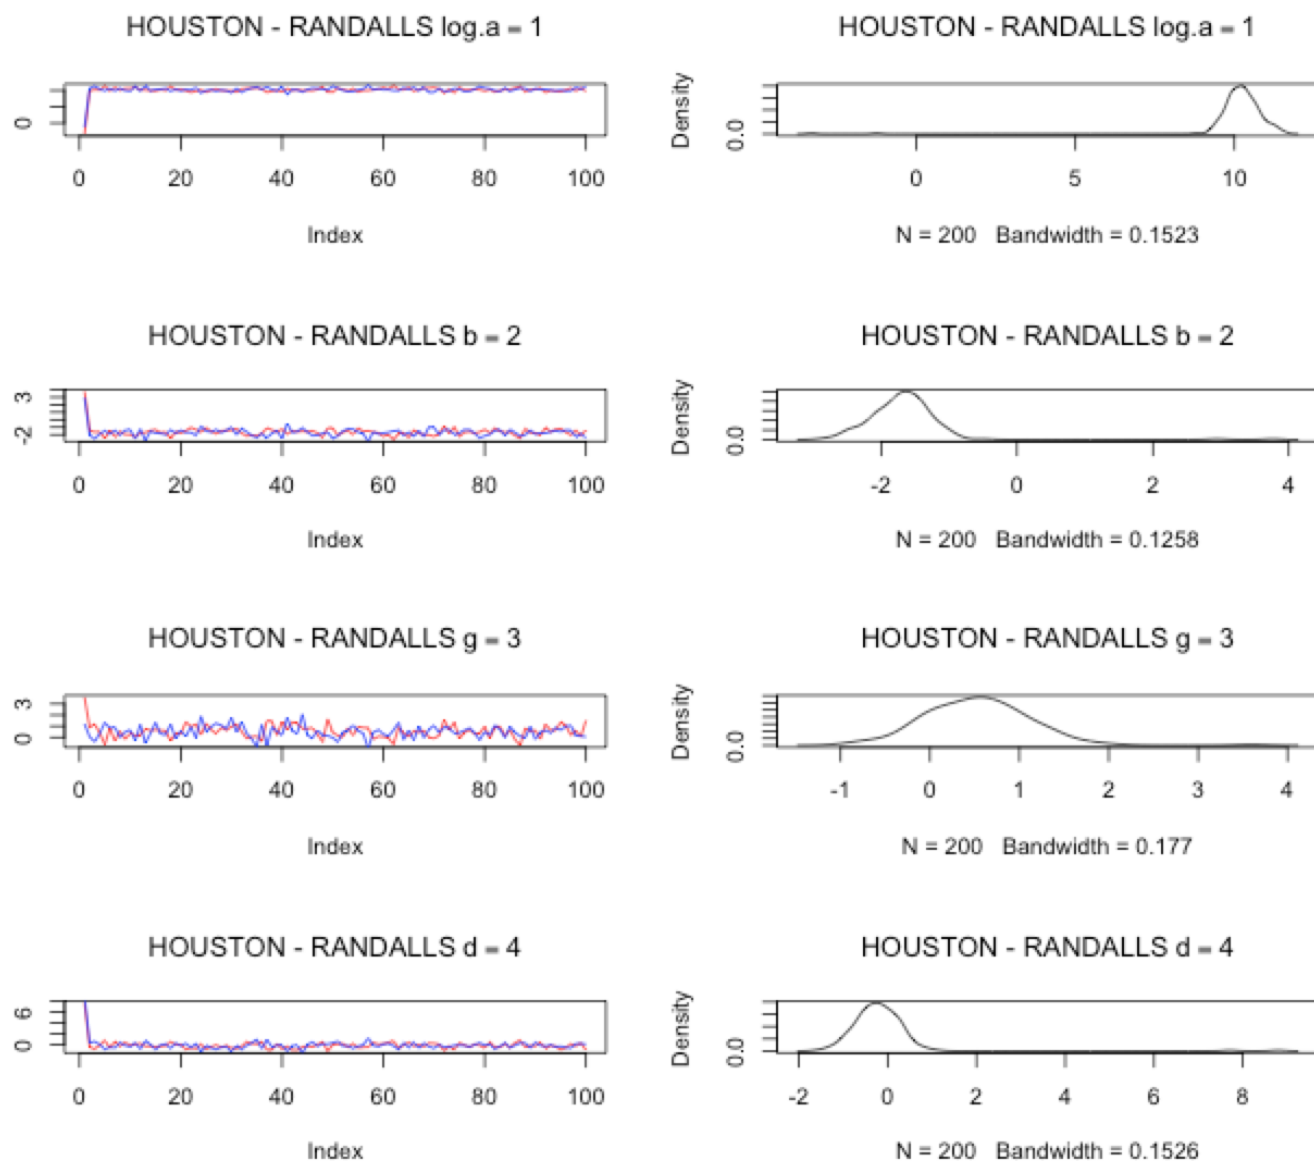 HOUSTON - RANDALLS log.a = 1 HOUSTON - RANDALLS log.a = 1
0 Density 0.0
0 20 40 60 80 100 0 5 10
Index N = 200 Bandwidth = 0.1523
HOUSTON - RANDALLS b = 2 HOUSTON - RANDALLS b = 2
3 -2 Density 0.0
0 20 40 60 80 100 -2 0 2 4
Index N = 200 Bandwidth = 0.1258
HOUSTON - RANDALLS g = 3 HOUSTON - RANDALLS g = 3
3 0 Density 0.0
0 20 40 60 80 100 -1 0 1 2 3 4
Index N = 200 Bandwidth = 0.177
HOUSTON - RANDALLS d = 4 HOUSTON - RANDALLS d = 4
6 0 Density 0.0
0 20 40 60 80 100 -2 0 2 4 6 8
Index N = 200 Bandwidth = 0.1526